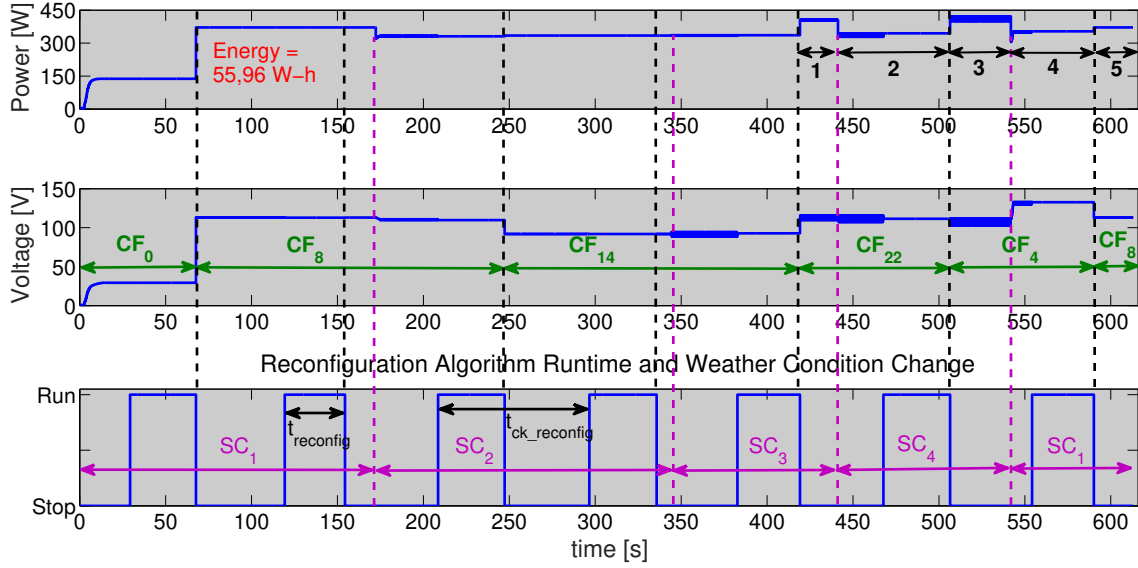 Power [W]
450
300
150
0
Energy =
55,96 W−h
1
2
3
4
5
0 50 100 150 200 250 300 350 400 450 500 550 600
Voltage [V]
150
100
50
0
CF0
CF8
CF14
CF22
CF4
CF8
0 50 100 150 200 250 300 350 400 450 500 550 600
Reconfiguration Algorithm Runtime and Weather Condition Change
Run
Stop
treconfig
tck_reconfig
SC1
SC2
SC3
SC4
SC1
0 50 100 150 200 250 300 350 400 450 500 550 600
time [s]